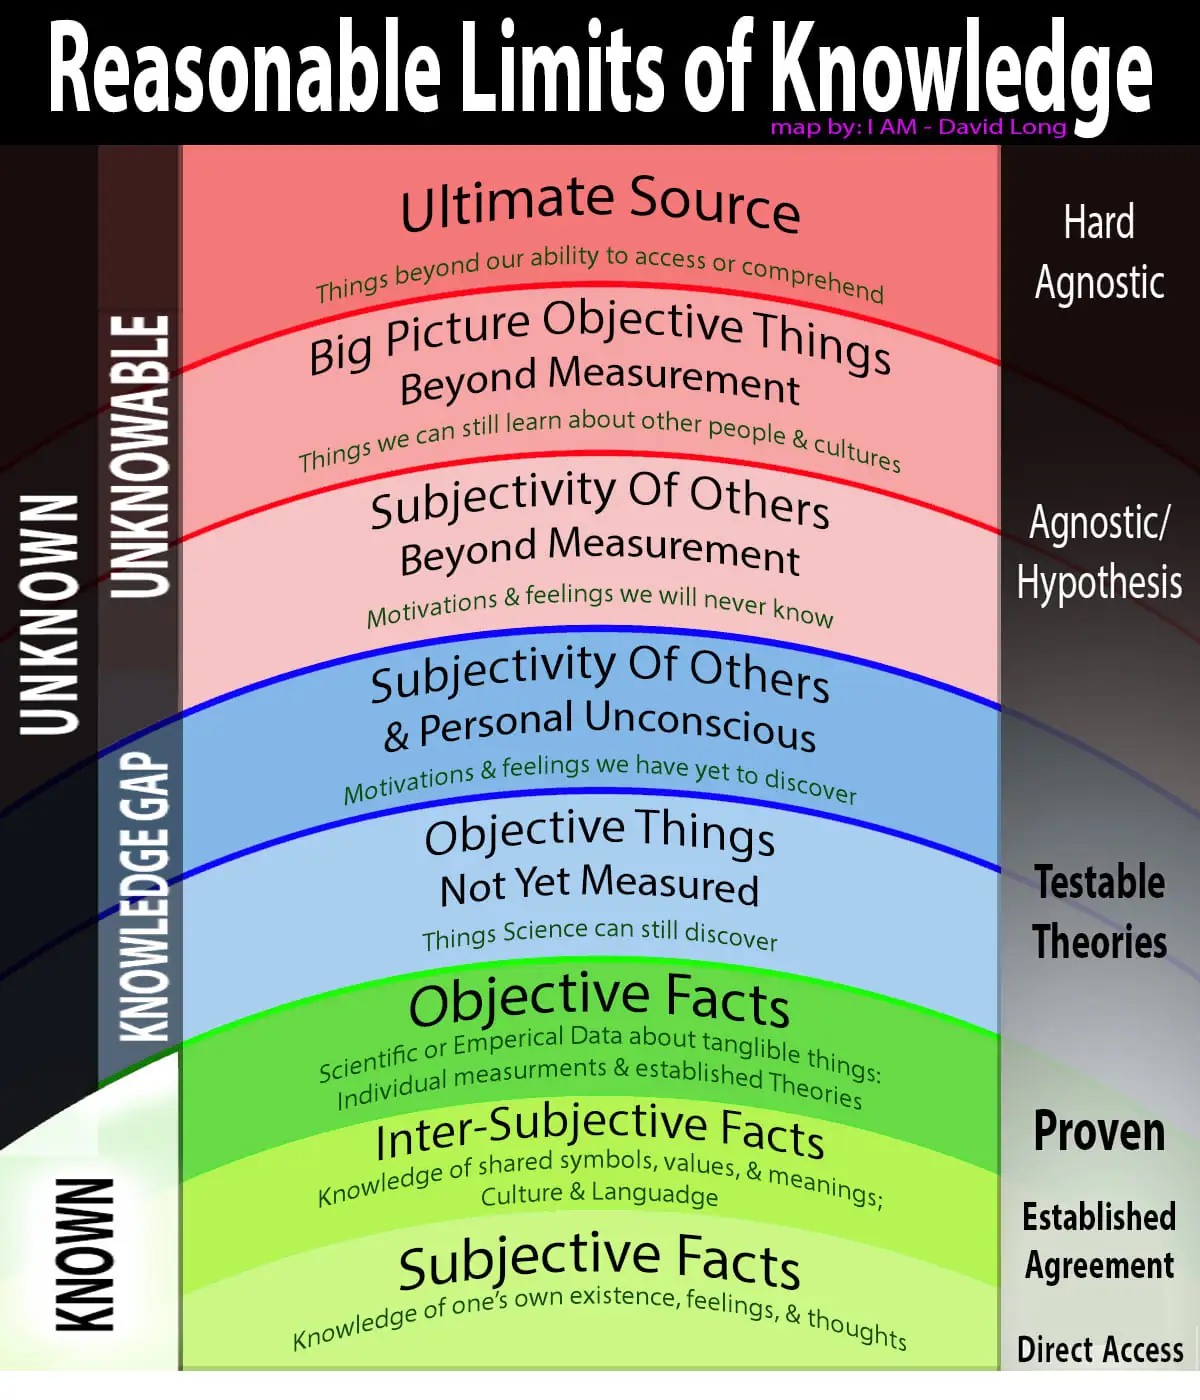 Reasonable Limits of Knowledge
map by: I AM - David Long
UNKNOWN
UNKNOWABLE
KNOWLEDGE GAP
KNOWN
Ultimate Source
Things beyond our ability to access or comprehend
Big Picture Objective Things
Beyond Measurement
Things we can still learn about other people & cultures
Subjectivity Of Others
Beyond Measurement
Motivations & feelings we will never know
Subjectivity Of Others
& Personal Unconscious
Motivations & feelings we have yet to discover
Objective Things
Not Yet Measured
Things Science can still discover
Objective Facts
Scientific or Emperical Data about tanglible things:
Individual measurments & established Theories
Inter-Subjective Facts
Knowledge of shared symbols, values, & meanings;
Culture & Languadge
Subjective Facts
Knowledge of one's own existence, feelings, & thoughts
Hard
Agnostic
Agnostic/
Hypothesis
Testable
Theories
Proven
Established
Agreement
Direct Access